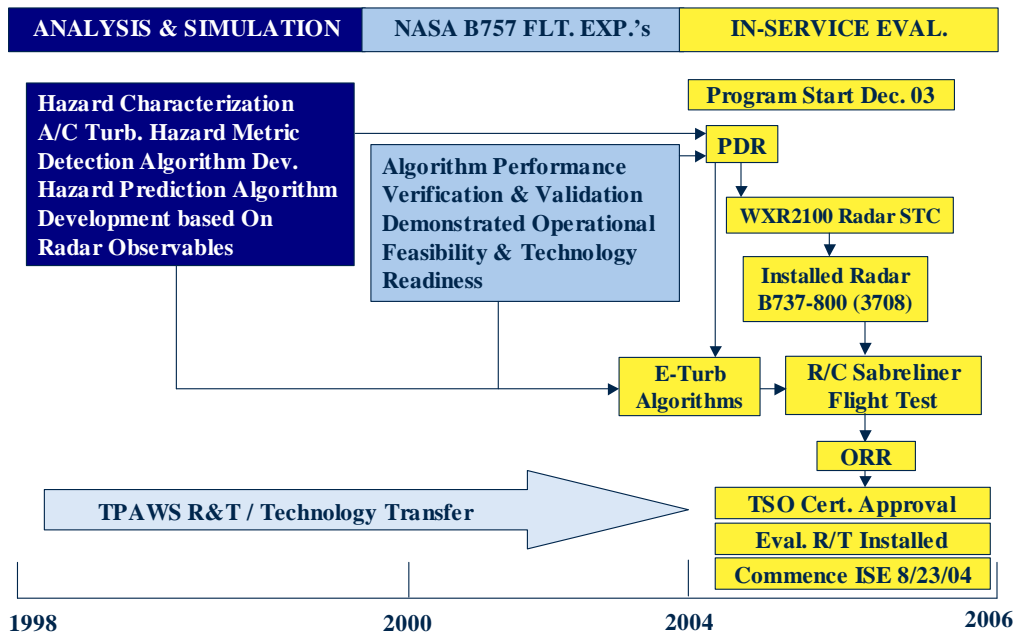 ANALYSIS & SIMULATION
NASA B757 FLT. EXP.’s
IN-SERVICE EVAL.
Program Start Dec. 03
Hazard Characterization
A/C Turb. Hazard Metric
Detection Algorithm Dev.
Hazard Prediction Algorithm
Development based On
Radar Observables
Algorithm Performance
Verification & Validation
Demonstrated Operational
Feasibility & Technology
Readiness
PDR
WXR2100 Radar STC
Installed Radar
B737-800 (3708)
E-Turb
Algorithms
R/C Sabreliner
Flight Test
ORR
TPAWS R&T / Technology Transfer
TSO Cert. Approval
Eval. R/T Installed
Commence ISE 8/23/04
1998
2000
2004
2006